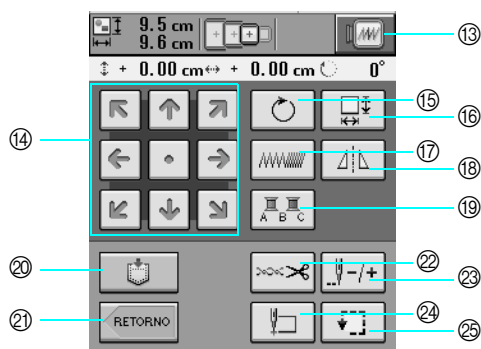 9.5 cm
9.6 cm
⑬
+ 0.00 cm + 0.00 cm 0°
⑭
⑮
⑯
⑰
⑱
A B C
⑲
⑳
㉒
-/+
㉓
RETORNO
㉑
㉔
㉕